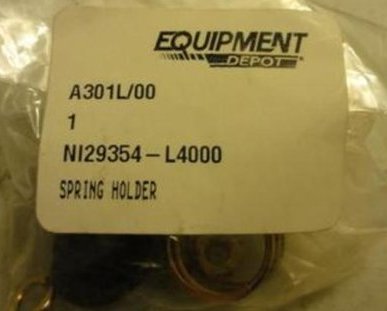 EQUIPMENT
DEPOT
A301L/00
1
NI29354-L4000
SPRING HOLDER